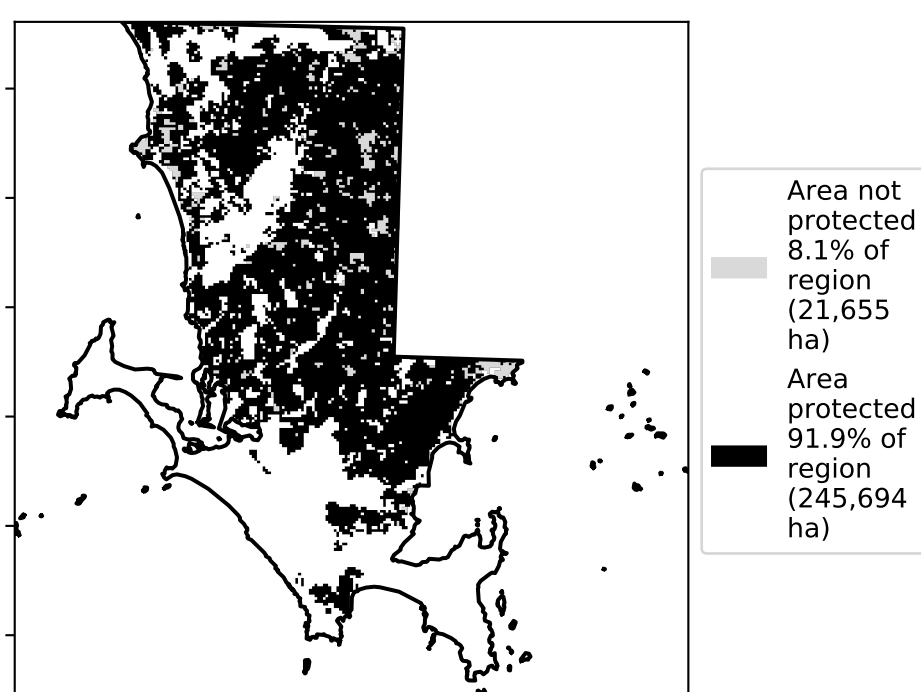 Area not
protected
8.1% of
region
(21,655
ha)
Area
protected
91.9% of
region
(245,694
ha)